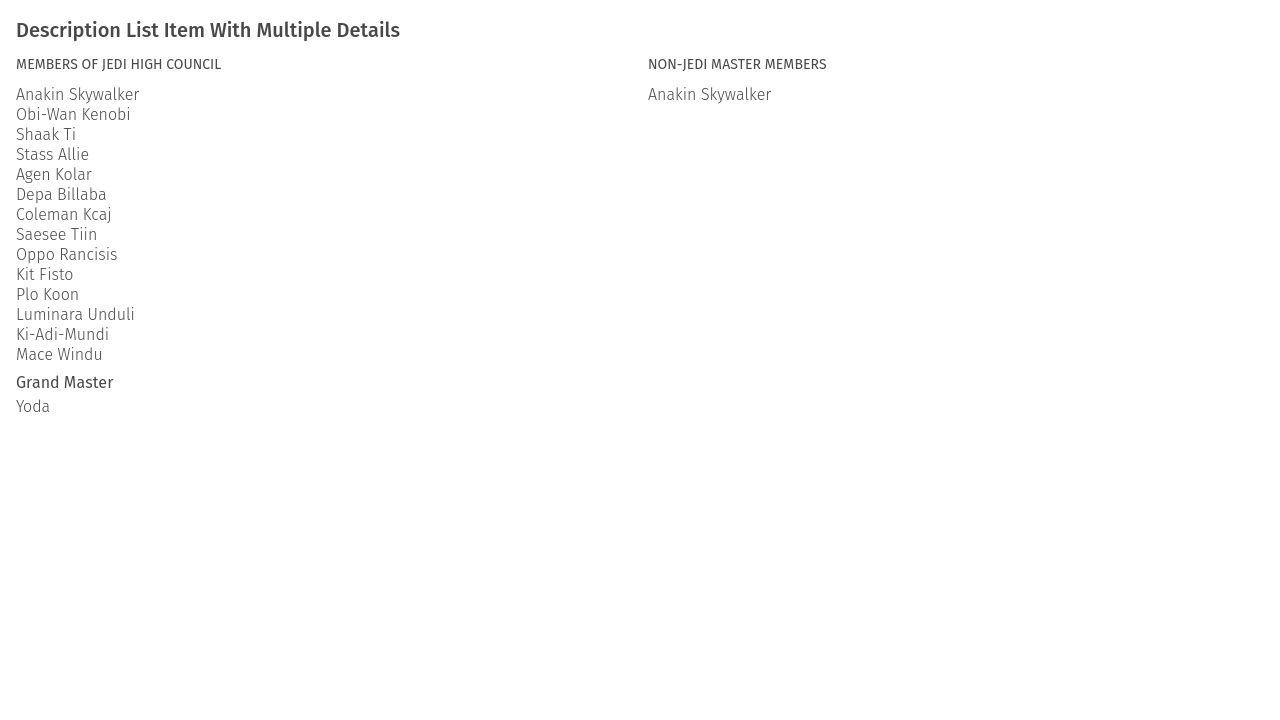 Description List Item With Multiple Details
MEMBERS OF JEDI HIGH COUNCIL
Anakin Skywalker
Obi-Wan Kenobi
Shaak Ti
Stass Allie
Agen Kolar
Depa Billaba
Coleman Kcaj
Saesee Tiin
Oppo Rancisis
Kit Fisto
Plo Koon
Luminara Unduli
Ki-Adi-Mundi
Mace Windu
Grand Master
Yoda
NON-JEDI MASTER MEMBERS
Anakin Skywalker